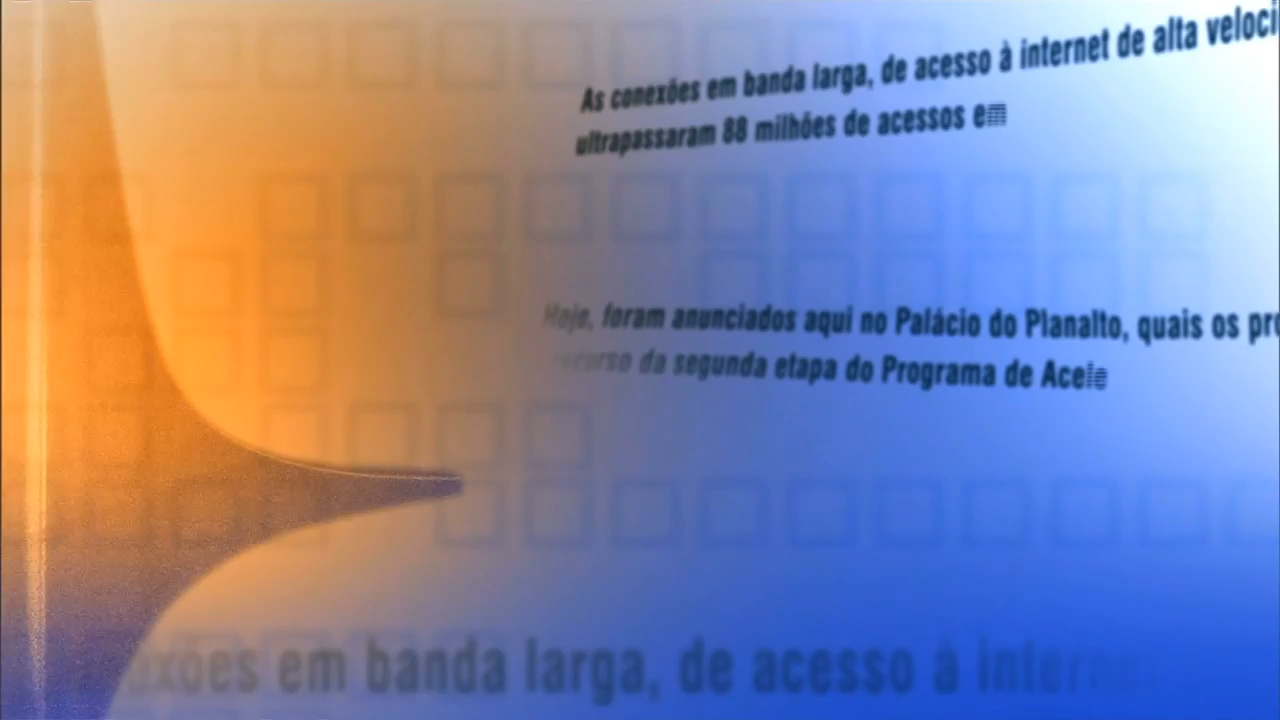 As conexões em banda larga, de acesso à internet de alta veloci
ultrapassaram 88 milhões de acessos em
Hoje, foram anunciados aqui no Palácio do Planalto, quais os pr
da segunda etapa do Programa de Acele
em banda larga, de acesso à